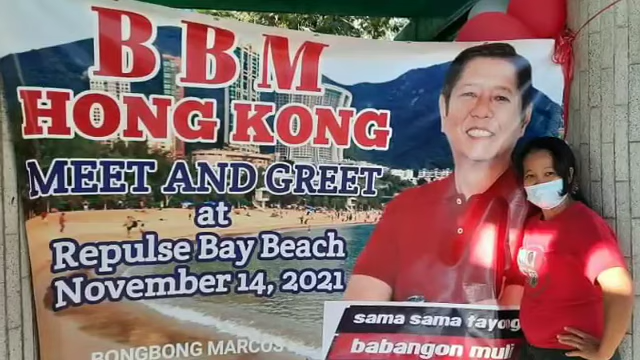 BBM
HONG KONG
MEET AND GREET
at
Repulse Bay Beach
November 14, 2021
BONGBONG MARCOS
sama sama tayong
babangon muli